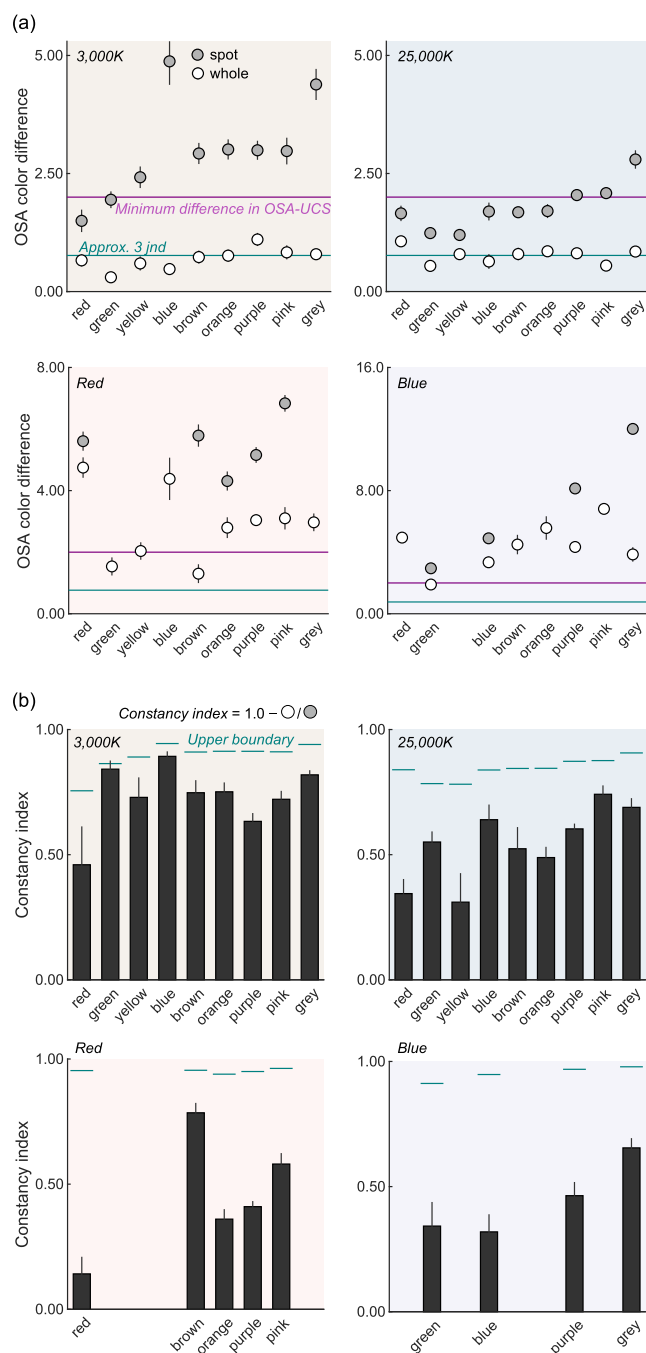 (a)
3,000K
spot
whole
Minimum difference in OSA-UCS
Approx. 3 jnd
OSA color difference
5.00
2.50
0.00
red
green
yellow
blue
brown
orange
purple
pink
grey
25,000K
5.00
2.50
0.00
red
green
yellow
blue
brown
orange
purple
pink
grey
Red
OSA color difference
8.00
4.00
0.00
red
green
yellow
blue
brown
orange
purple
pink
grey
Blue
16.0
8.00
0.00
red
green
blue
brown
orange
purple
pink
grey
(b)
Constancy index = 1.0 – /
3,000K
Upper boundary
Constancy index
1.00
0.50
0.00
red
green
yellow
blue
brown
orange
purple
pink
grey
25,000K
1.00
0.50
0.00
red
green
yellow
blue
brown
orange
purple
pink
grey
Red
Constancy index
1.00
0.50
0.00
red
brown
orange
purple
pink
Blue
1.00
0.50
0.00
green
blue
purple
grey